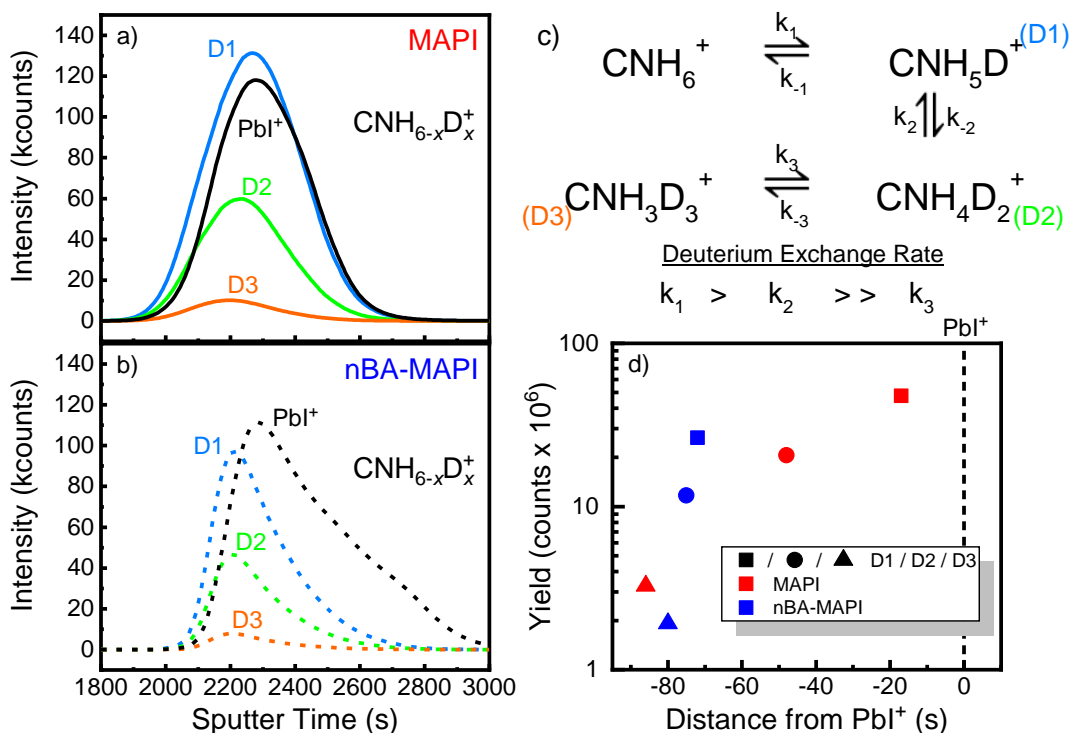 a) MAPI
D1
PbI⁺
CNH₆₋ₓDₓ⁺
D2
D3
Intensity (kcounts)
140
120
100
80
60
40
20
0
b) nBA-MAPI
PbI⁺
D1
CNH₆₋ₓDₓ⁺
D2
D3
Intensity (kcounts)
140
120
100
80
60
40
20
0
1800 2000 2200 2400 2600 2800 3000
Sputter Time (s)
c)
CNH₆⁺ k₁ k₋₁ CNH₅D⁺ (D1)
k₂ k₋₂
(D3) CNH₃D₃⁺ k₃ k₋₃ CNH₄D₂⁺ (D2)
Deuterium Exchange Rate
k₁ > k₂ >> k₃
PbI⁺
d)
Yield (counts x 10⁶)
100
10
1
/ / D1 / D2 / D3
MAPI
nBA-MAPI
-80 -60 -40 -20 0
Distance from PbI⁺ (s)